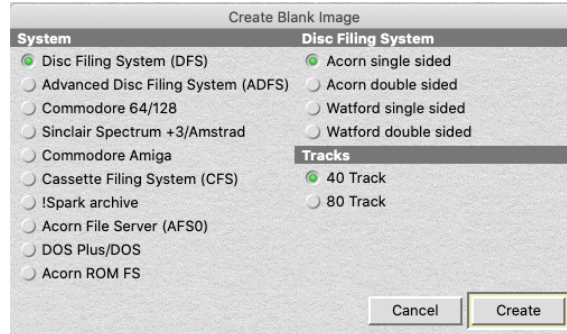 Create Blank Image
System
Disc Filing System (DFS)
Advanced Disc Filing System (ADFS)
Commodore 64/128
Sinclair Spectrum +3/Amstrad
Commodore Amiga
Cassette Filing System (CFS)
!Spark archive
Acorn File Server (AFS0)
DOS Plus/DOS
Acorn ROM FS
Disc Filing System
Acorn single sided
Acorn double sided
Watford single sided
Watford double sided
Tracks
40 Track
80 Track
Cancel
Create